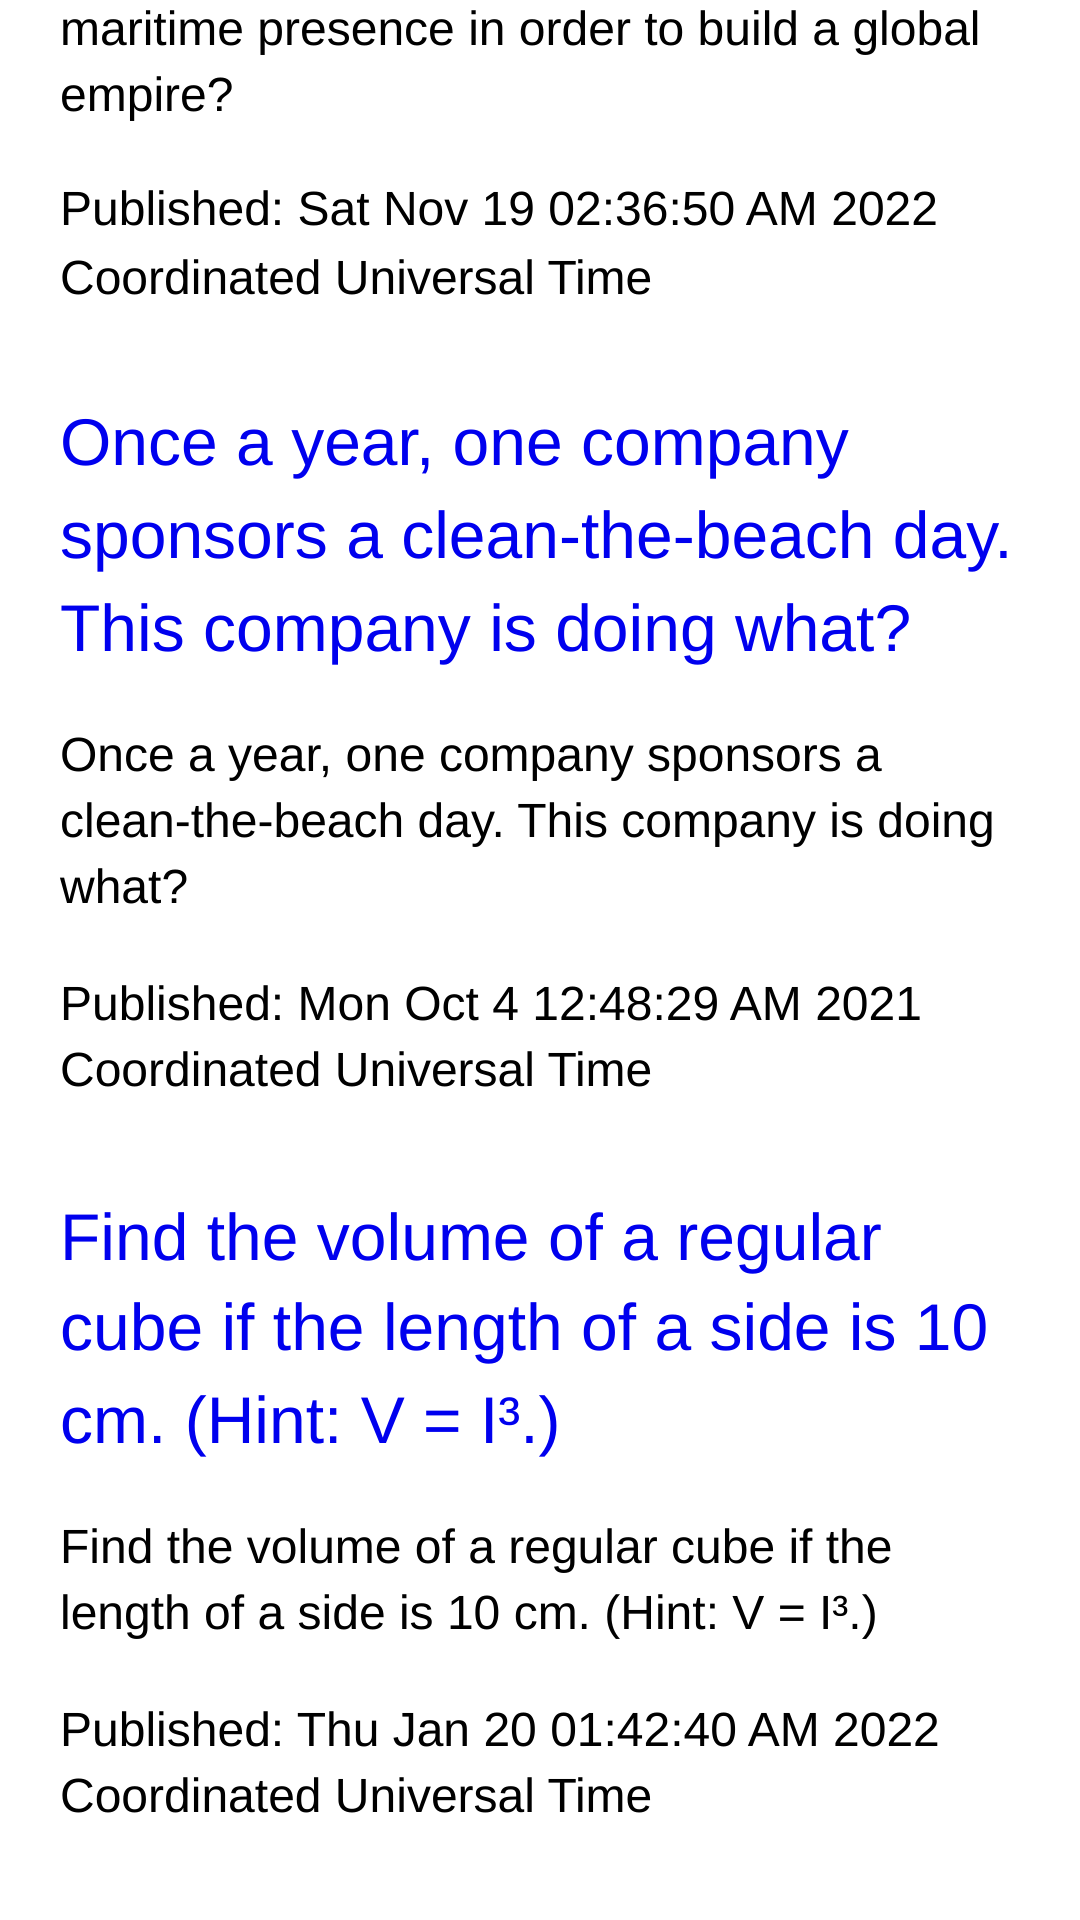 maritime presence in order to build a global
empire?
Published: Sat Nov 19 02:36:50 AM 2022
Coordinated Universal Time
Once a year, one company
sponsors a clean-the-beach day.
This company is doing what?
Once a year, one company sponsors a
clean-the-beach day. This company is doing
what?
Published: Mon Oct 4 12:48:29 AM 2021
Coordinated Universal Time
Find the volume of a regular
cube if the length of a side is 10
cm. (Hint: V = I³.)
Find the volume of a regular cube if the
length of a side is 10 cm. (Hint: V = I³.)
Published: Thu Jan 20 01:42:40 AM 2022
Coordinated Universal Time